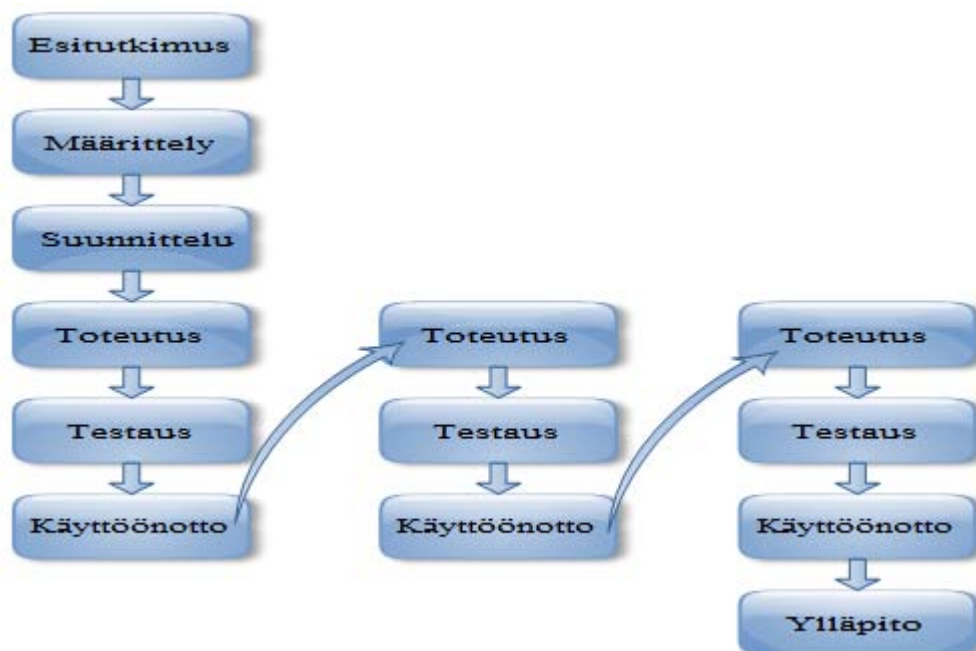 Esitutkimus
Määrittely
Suunnittelu
Toteutus
Testaus
Käyttöönotto
Toteutus
Testaus
Käyttöönotto
Toteutus
Testaus
Käyttöönotto
Ylläpito